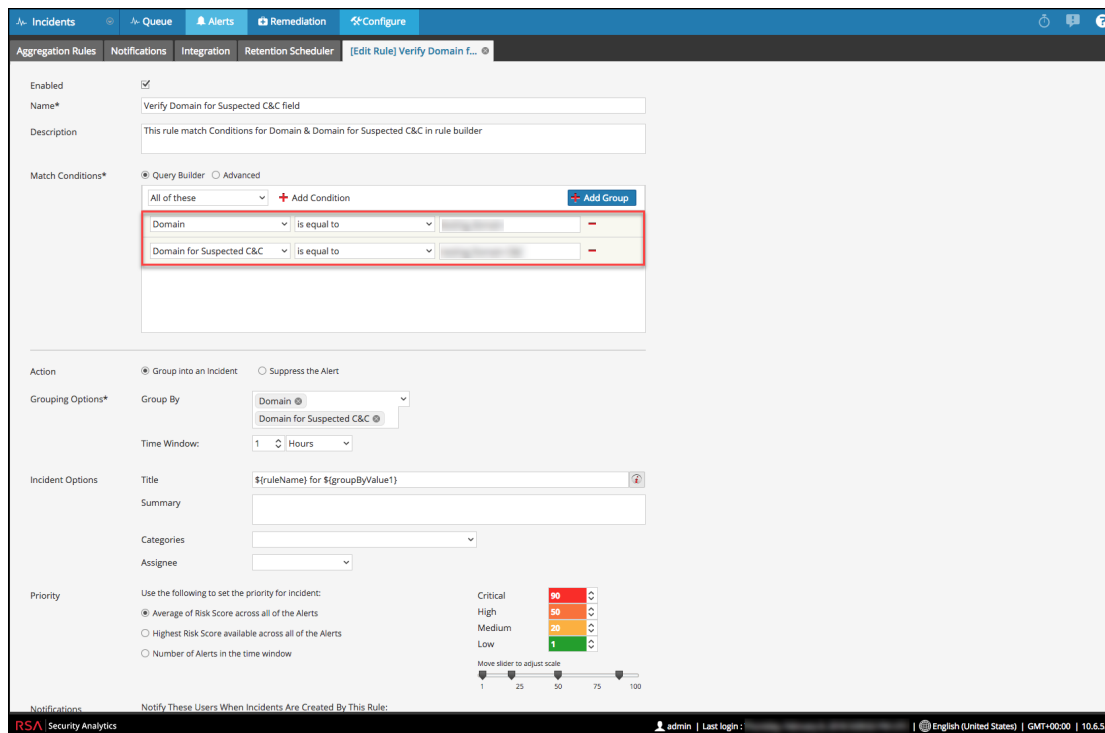 Incidents Queue Alerts Remediation Configure
Aggregation Rules Notifications Integration Retention Scheduler [Edit Rule] Verify Domain f...
Enabled
Name* Verify Domain for Suspected C&C field
Description This rule match Conditions for Domain & Domain for Suspected C&C in rule builder
Match Conditions* Query Builder Advanced
All of these Add Condition Add Group
Domain is equal to
Domain for Suspected C&C is equal to
Action Group into an Incident Suppress the Alert
Grouping Options* Group By Domain
Domain for Suspected C&C
Time Window: 1 Hours
Incident Options Title ${ruleName} for ${groupByValue1}
Summary
Categories
Assignee
Priority Use the following to set the priority for incident: Critical 90
Average of Risk Score across all of the Alerts High 50
Highest Risk Score available across all of the Alerts Medium 20
Number of Alerts in the time window Low 1
Move slider to adjust scale
1 25 50 75 100
Notifications Notify These Users When Incidents Are Created By This Rule:
RSA Security Analytics admin | Last login : | English (United States) | GMT+00:00 | 10.6.5